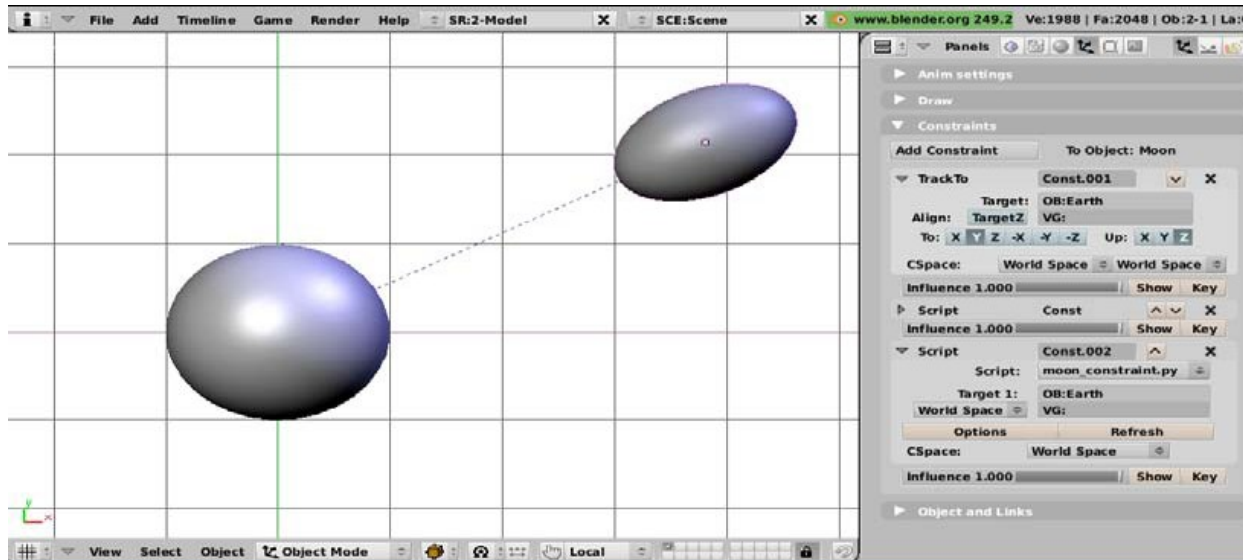 File Add Timeline Game Render Help SR:2-Model X SCE:Scene X www.blender.org 249.2 Ve:1988 | Fa:2048 | Ob:2-1 | La:
Panels
Anim settings
Draw
Constraints
Add Constraint To Object: Moon
TrackTo Const.001 X
Target: OB:Earth
Align: TargetZ VG:
To: X Y Z -X -Y -Z Up: X Y Z
CSpace: World Space World Space
Influence 1.000 Show Key
Script Const X
Influence 1.000 Show Key
Script Const.002 X
Script: moon_constraint.py
Target 1: OB:Earth
World Space VG:
Options Refresh
CSpace: World Space
Influence 1.000 Show Key
Object and Links
y
x
View Select Object Object Mode Local